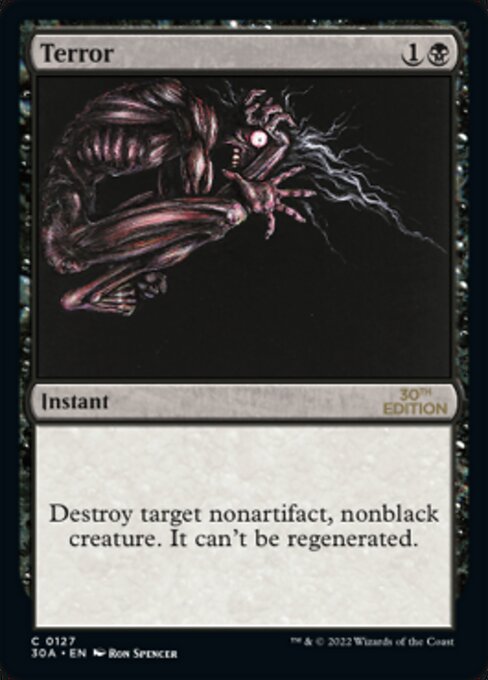 Terror 1
Instant
30TH
EDITION
Destroy target nonartifact, nonblack
creature. It can't be regenerated.
C 0127
30A • EN Ron Spencer
™ & © 2022 Wizards of the Coast